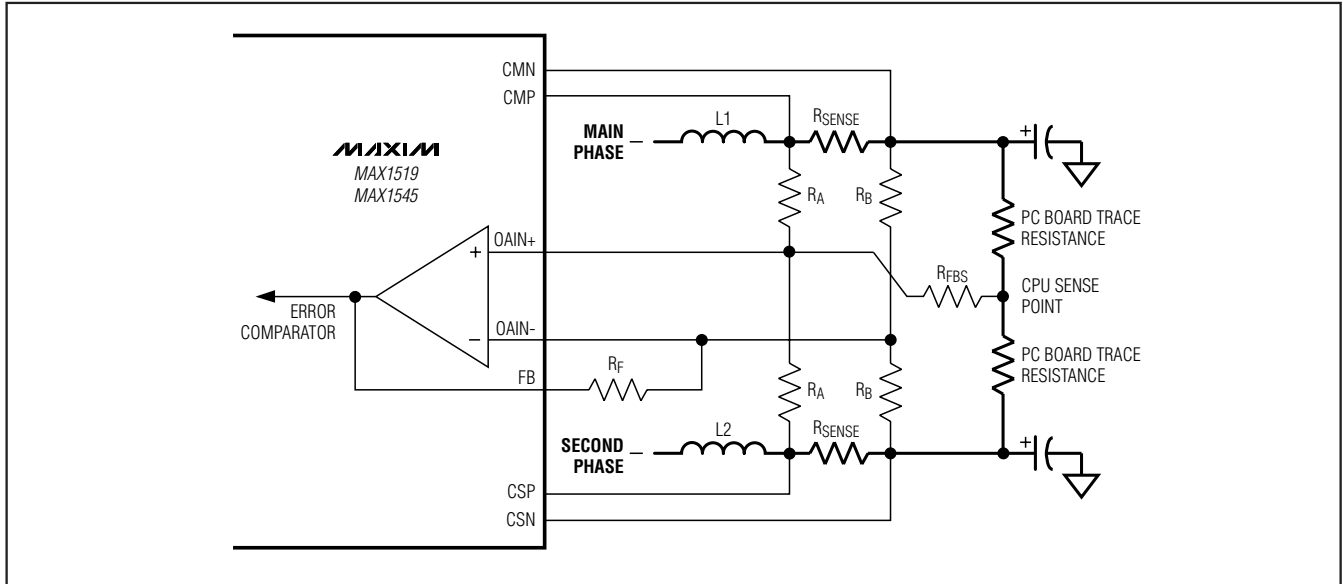 CMN
CMP
MAXIM
MAX1519
MAX1545
L1
RSENSE
MAIN
PHASE
+
RA
RB
PC BOARD TRACE
RESISTANCE
OAIN+
+
RFBS
CPU SENSE
POINT
ERROR
COMPARATOR
OAIN-
−
FB
RF
RA
RB
PC BOARD TRACE
RESISTANCE
L2
RSENSE
SECOND
PHASE
+
CSP
CSN